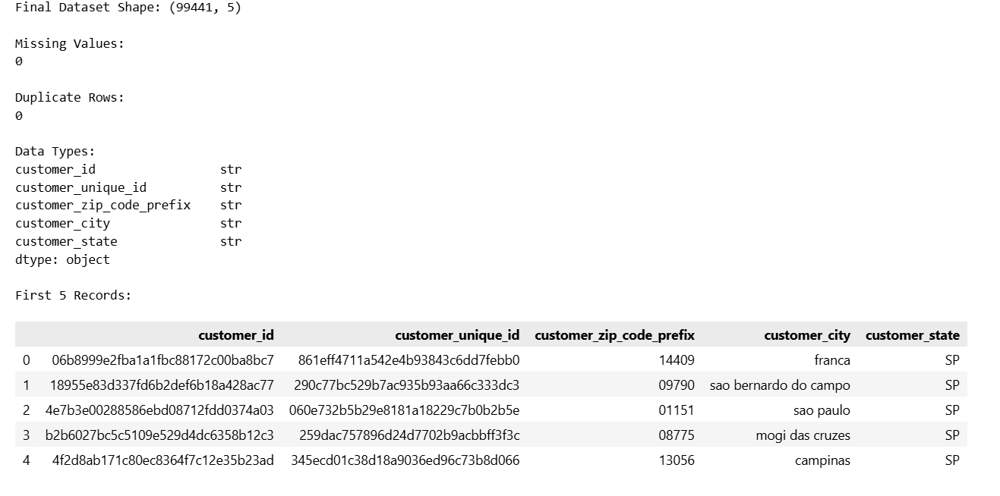 Final Dataset Shape: (99441, 5)
Missing Values:
0
Duplicate Rows:
0
Data Types:
customer_id str
customer_unique_id str
customer_zip_code_prefix str
customer_city str
customer_state str
dtype: object
First 5 Records:
customer_id customer_unique_id customer_zip_code_prefix customer_city customer_state
0 06b8999e2fba1a1fbc88172c00ba8bc7 861eff4711a542e4b93843c6dd7febb0 14409 franca SP
1 18955e83d337fd6b2def6b18a428ac77 290c77bc529b7ac935b93aa66c333dc3 09790 sao bernardo do campo SP
2 4e7b3e00288586ebd08712fdd0374a03 060e732b5b29e8181a18229c7b0b2b5e 01151 sao paulo SP
3 b2b6027bc5c5109e529d4dc6358b12c3 259dac757896d24d7702b9acbbff3f3c 08775 mogi das cruzes SP
4 4f2d8ab171c80ec8364f7c12e35b23ad 345ecd01c38d18a9036ed96c73b8d066 13056 campinas SP